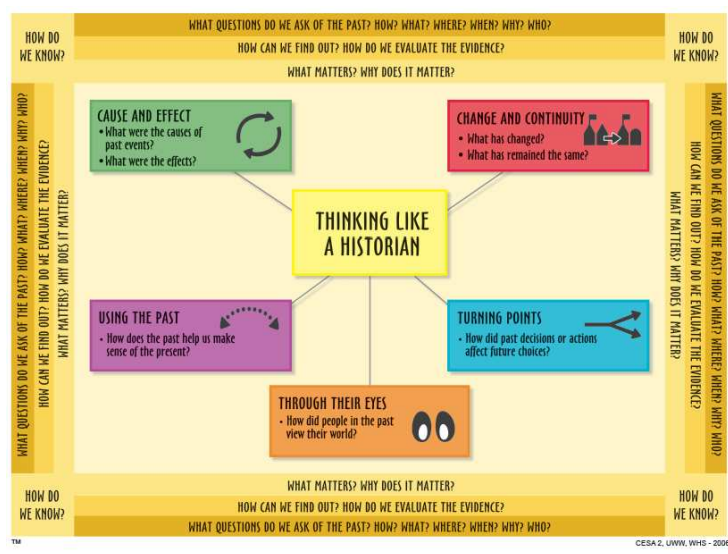 WHAT QUESTIONS DO WE ASK OF THE PAST? HOW? WHAT? WHERE? WHEN? WHY? WHO?
HOW CAN WE FIND OUT? HOW DO WE EVALUATE THE EVIDENCE?
WHAT MATTERS? WHY DOES IT MATTER?
HOW DO
WE KNOW?
HOW DO
WE KNOW?
WHAT QUESTIONS DO WE ASK OF THE PAST? HOW? WHAT? WHERE? WHEN? WHY? WHO?
HOW CAN WE FIND OUT? HOW DO WE EVALUATE THE EVIDENCE?
WHAT MATTERS? WHY DOES IT MATTER?
CAUSE AND EFFECT
• What were the causes of
past events?
• What were the effects?
CHANGE AND CONTINUITY
• What has changed?
• What has remained the same?
THINKING LIKE
A HISTORIAN
USING THE PAST
• How does the past help us make
sense of the present?
TURNING POINTS
• How did past decisions or actions
affect future choices?
THROUGH THEIR EYES
• How did people in the past
view their world?
WHAT MATTERS? WHY DOES IT MATTER?
HOW CAN WE FIND OUT? HOW DO WE EVALUATE THE EVIDENCE?
WHAT QUESTIONS DO WE ASK OF THE PAST? HOW? WHAT? WHERE? WHEN? WHY? WHO?
HOW DO
WE KNOW?
HOW DO
WE KNOW?
WHAT MATTERS? WHY DOES IT MATTER?
HOW CAN WE FIND OUT? HOW DO WE EVALUATE THE EVIDENCE?
WHAT QUESTIONS DO WE ASK OF THE PAST? HOW? WHAT? WHERE? WHEN? WHY? WHO?
TM
CESA 2, UWW, WHS - 2006